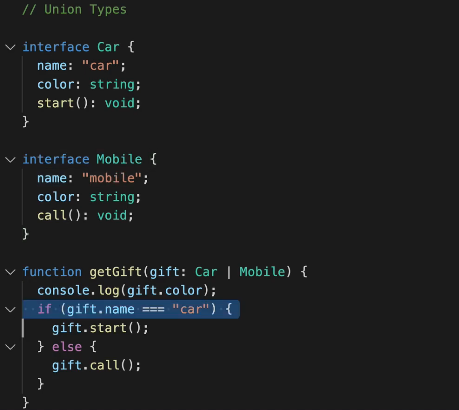 // Union Types
interface Car {
name: "car";
color: string;
start(): void;
}
interface Mobile {
name: "mobile";
color: string;
call(): void;
}
function getGift(gift: Car | Mobile) {
console.log(gift.color);
if (gift.name === "car") {
gift.start();
} else {
gift.call();
}
}